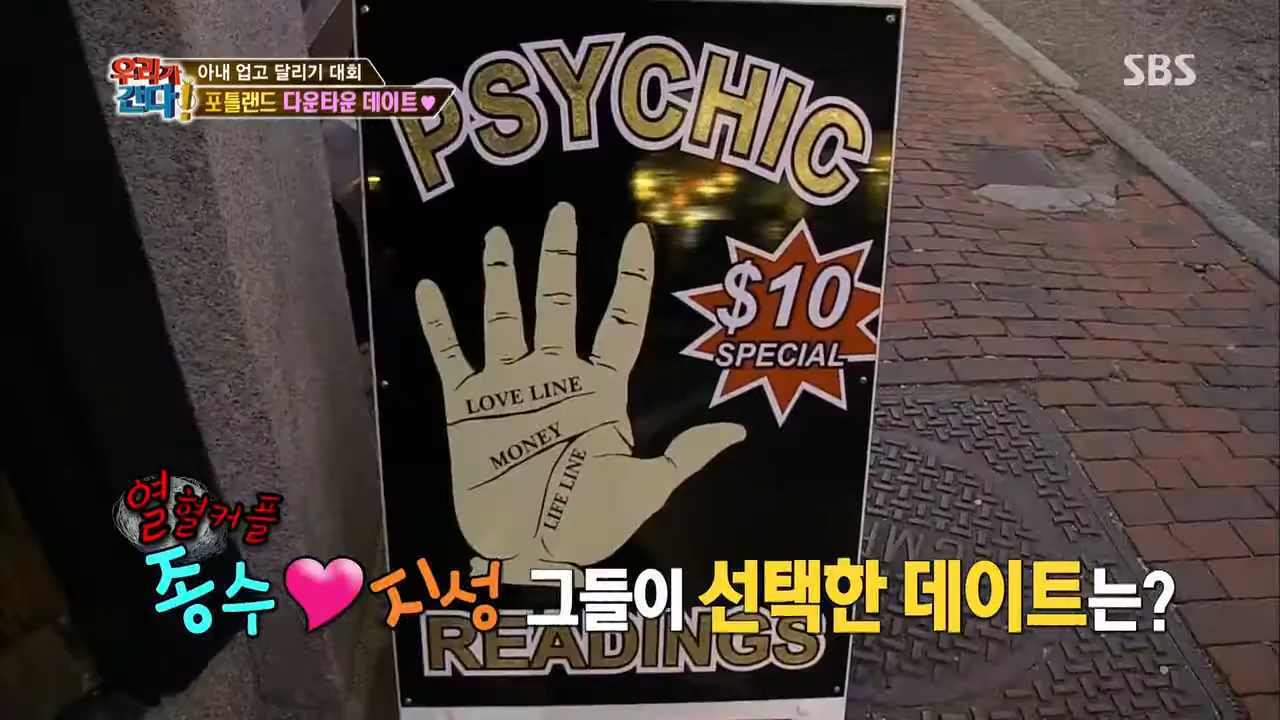 우리가 간다!
아내 업고 달리기 대회
포틀랜드 다운타운 데이트♥
SBS
PSYCHIC
$10
SPECIAL
LOVE LINE
MONEY
LIFE LINE
열혈커플
종수♥지성 그들이 선택한 데이트는?
READINGS